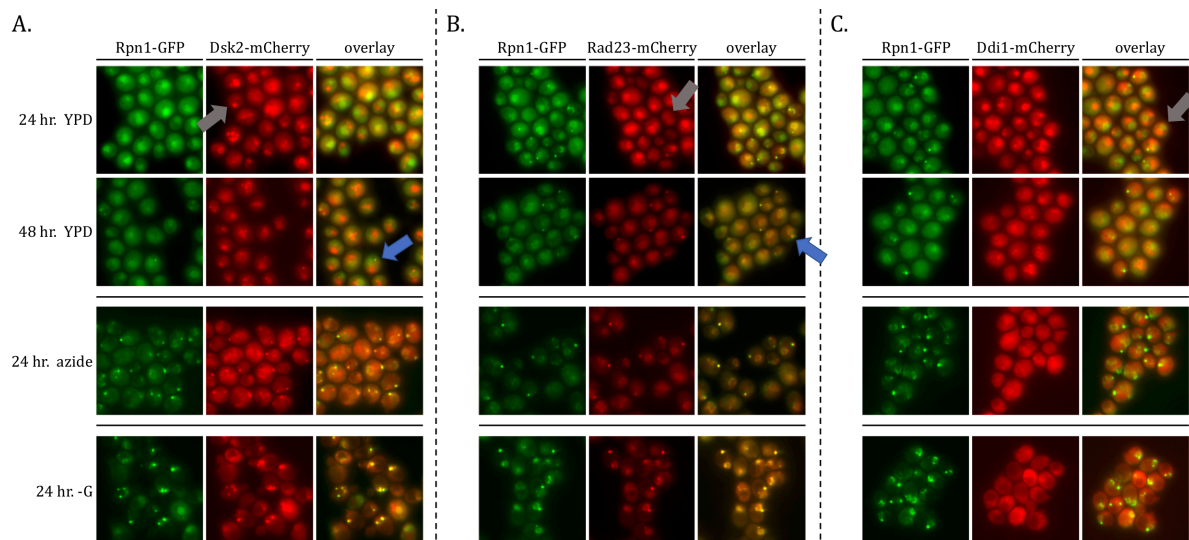 A.
Rpn1-GFP Dsk2-mCherry overlay
B.
Rpn1-GFP Rad23-mCherry overlay
C.
Rpn1-GFP Ddi1-mCherry overlay
24 hr. YPD
48 hr. YPD
24 hr. azide
24 hr. -G